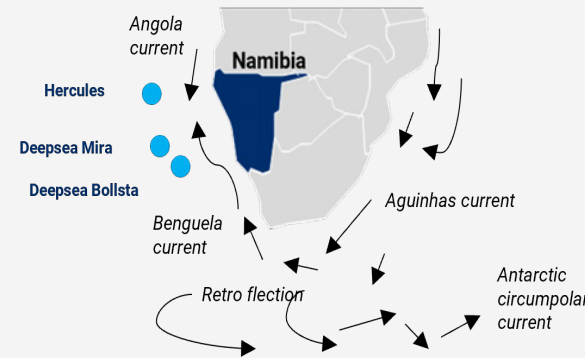 Angola
current
Namibia
Hercules
Deepsea Mira
Deepsea Bollsta
Aguinhas current
Benguela
current
Retro flection
Antarctic
circumpolar
current